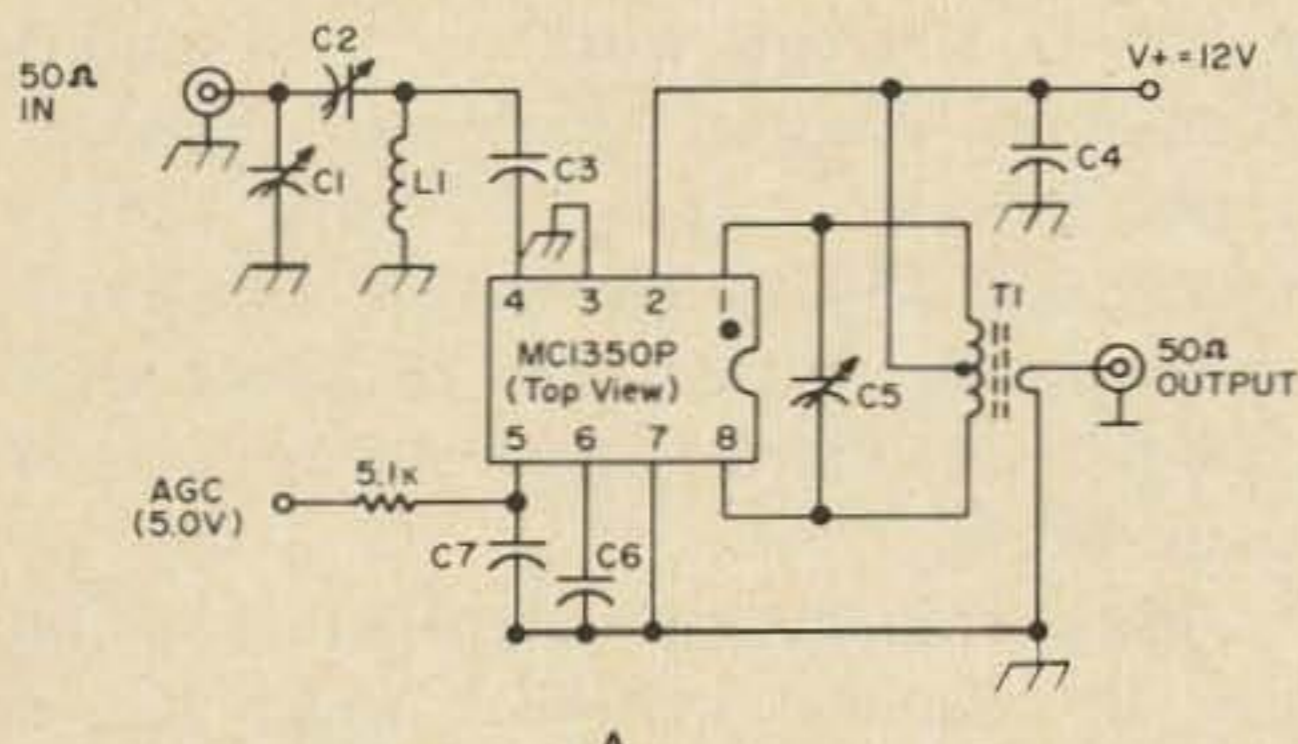 50Ω
IN
C2
C1
L1
C3
V+ = 12V
C4
4 3 2 1
MC1350P
(Top View)
5 6 7 8
C5
T1
50Ω
OUTPUT
AGC
(5.0V)
5.1K
C7
C6
A